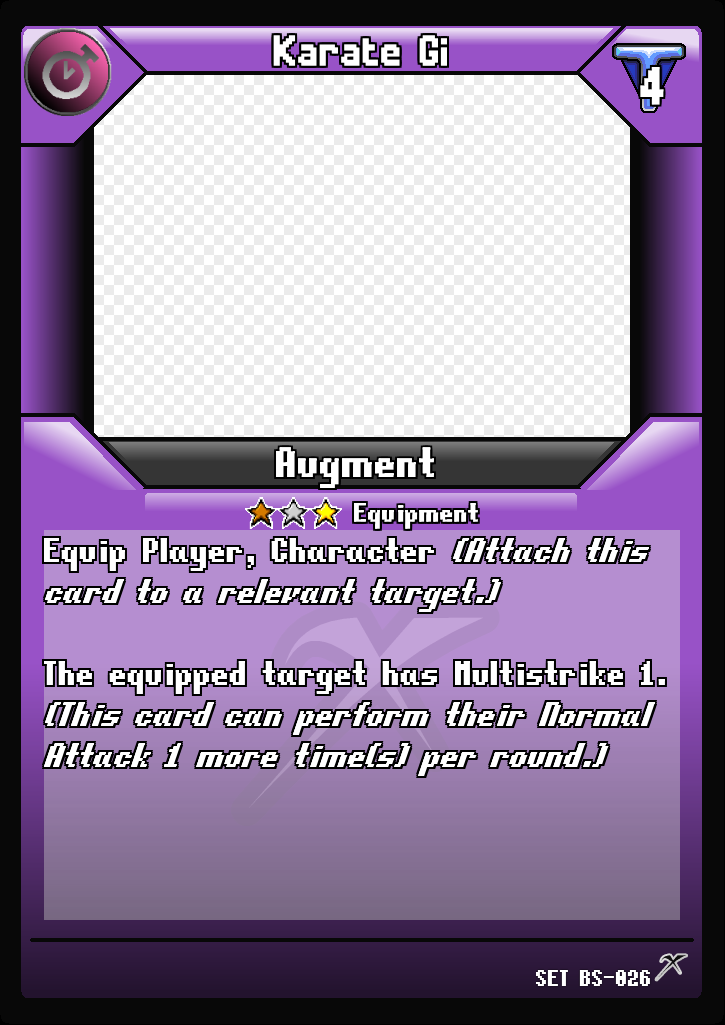 Karate Gi
4
Augment
Equipment
Equip Player, Character (Attach this
card to a relevant target.)
The equipped target has Multistrike 1.
(This card can perform their Normal
Attack 1 more time(s) per round.)
SET BS-026